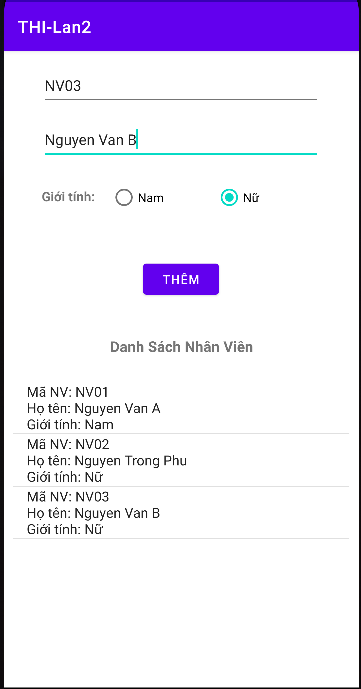 THI-Lan2
NV03
Nguyen Van B
Giới tính: Nam Nữ
THÊM
Danh Sách Nhân Viên
Mã NV: NV01
Họ tên: Nguyen Van A
Giới tính: Nam
Mã NV: NV02
Họ tên: Nguyen Trong Phu
Giới tính: Nữ
Mã NV: NV03
Họ tên: Nguyen Van B
Giới tính: Nữ